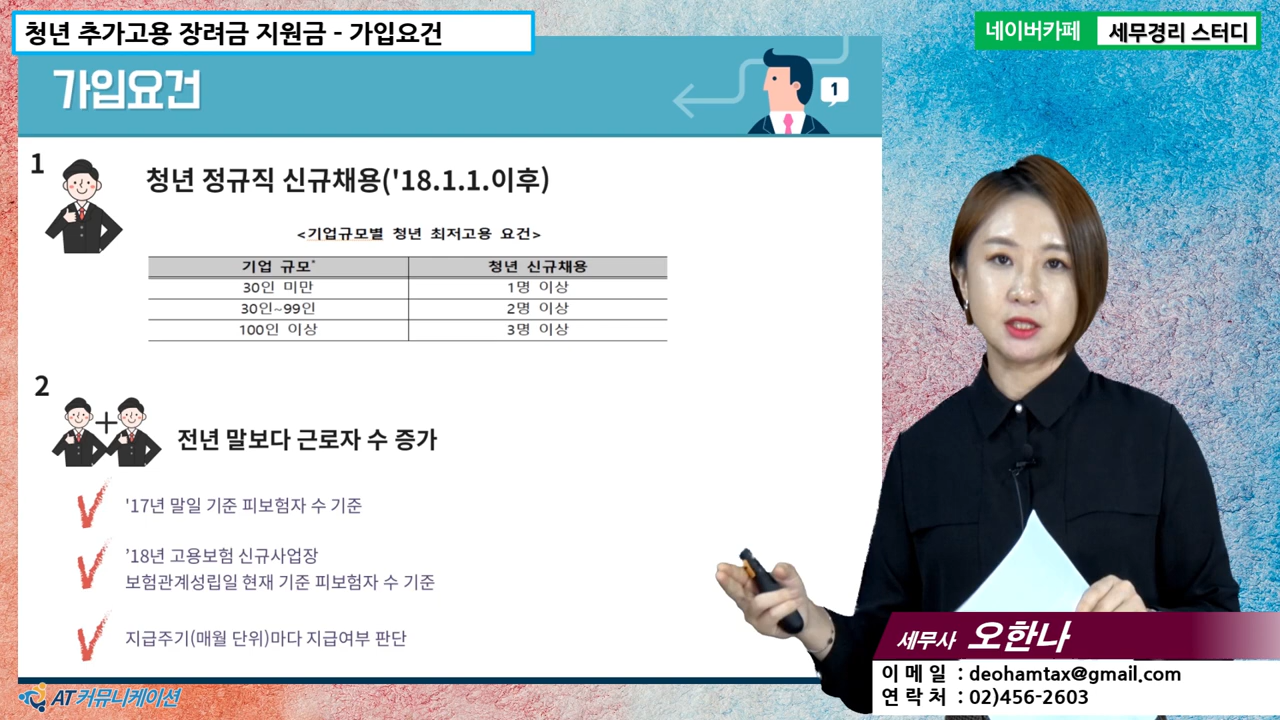 청년 추가고용 장려금 지원금 - 가입요건
네이버카페 세무경리 스터디
가입요건
1
1
청년 정규직 신규채용('18.1.1.이후)
<기업규모별 청년 최저고용 요건>
기업 규모* 청년 신규채용
30인 미만 1명 이상
30인~99인 2명 이상
100인 이상 3명 이상
2
전년 말보다 근로자 수 증가
'17년 말일 기준 피보험자 수 기준
'18년 고용보험 신규사업장
보험관계성립일 현재 기준 피보험자 수 기준
지급주기(매월 단위)마다 지급여부 판단
세무사 오한나
이 메 일 : deohamtax@gmail.com
연 락 처 : 02)456-2603
AT커뮤니케이션